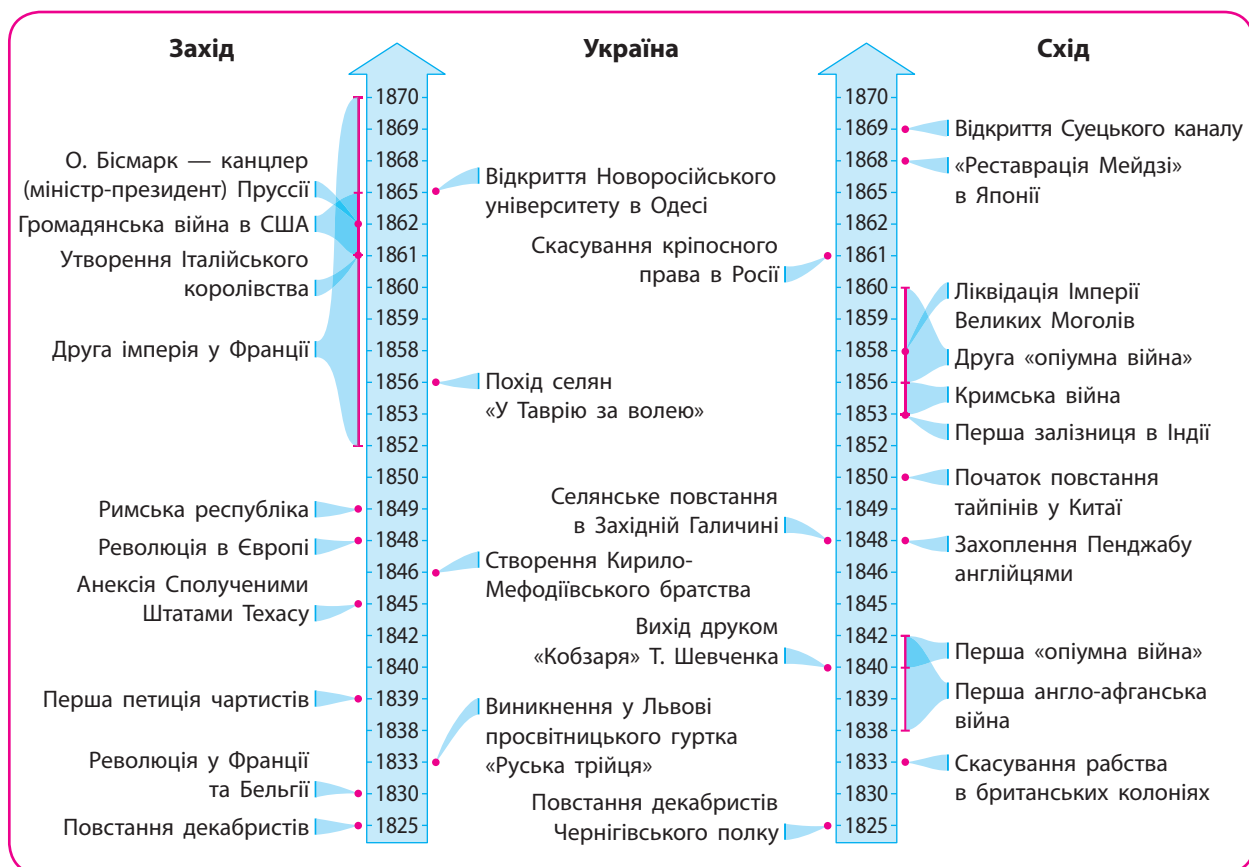 Захід
Україна
Схід
1870
1869
1868
1865
1862
1861
1860
1859
1858
1856
1853
1852
1850
1849
1848
1846
1845
1842
1840
1839
1838
1833
1830
1825
О. Бісмарк — канцлер
(міністр-президент) Пруссії
Громадянська війна в США
Утворення Італійського
королівства
Друга імперія у Франції
Римська республіка
Революція в Європі
Анексія Сполученими
Штатами Техасу
Перша петиція чартистів
Революція у Франції
та Бельгії
Повстання декабристів
Відкриття Новоросійського
університету в Одесі
Скасування кріпосного
права в Росії
Похід селян
«У Таврію за волею»
Селянське повстання
в Західній Галичині
Створення Кирило-
Мефодіївського братства
Вихід друком
«Кобзаря» Т. Шевченка
Виникнення у Львові
просвітницького гуртка
«Руська трійця»
Повстання декабристів
Чернігівського полку
1870
1869
1868
1865
1862
1861
1860
1859
1858
1856
1853
1852
1850
1849
1848
1846
1845
1842
1840
1839
1838
1833
1830
1825
Відкриття Суецького каналу
«Реставрація Мейдзі»
в Японії
Ліквідація Імперії
Великих Моголів
Друга «опіумна війна»
Кримська війна
Перша залізниця в Індії
Початок повстання
тайпінів у Китаї
Захоплення Пенджабу
англійцями
Перша «опіумна війна»
Перша англо-афганська
війна
Скасування рабства
в британських колоніях